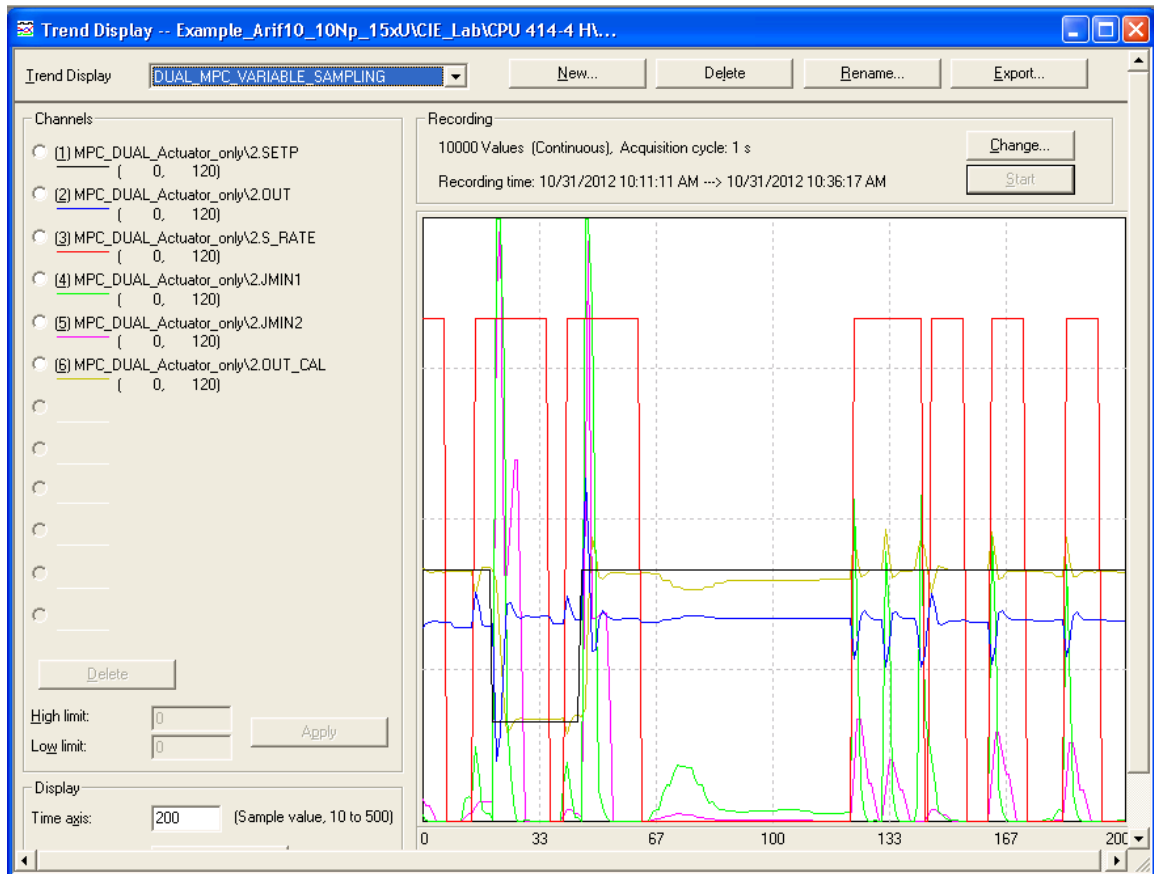 Trend Display -- Example_Arif10_10Np_15xU\CIE_Lab\CPU 414-4 H\...
Trend Display DUAL_MPC_VARIABLE_SAMPLING New... Delete Rename... Export...
Channels
(1) MPC_DUAL_Actuator_only\2.SETP
( 0, 120)
(2) MPC_DUAL_Actuator_only\2.OUT
( 0, 120)
(3) MPC_DUAL_Actuator_only\2.S_RATE
( 0, 120)
(4) MPC_DUAL_Actuator_only\2.JMIN1
( 0, 120)
(5) MPC_DUAL_Actuator_only\2.JMIN2
( 0, 120)
(6) MPC_DUAL_Actuator_only\2.OUT_CAL
( 0, 120)
Delete
High limit: 0
Low limit: 0
Apply
Display
Time axis: 200 (Sample value, 10 to 500)
Recording
10000 Values (Continuous), Acquisition cycle: 1 s
Change...
Recording time: 10/31/2012 10:11:11 AM ---> 10/31/2012 10:36:17 AM
Start
0 33 67 100 133 167 200